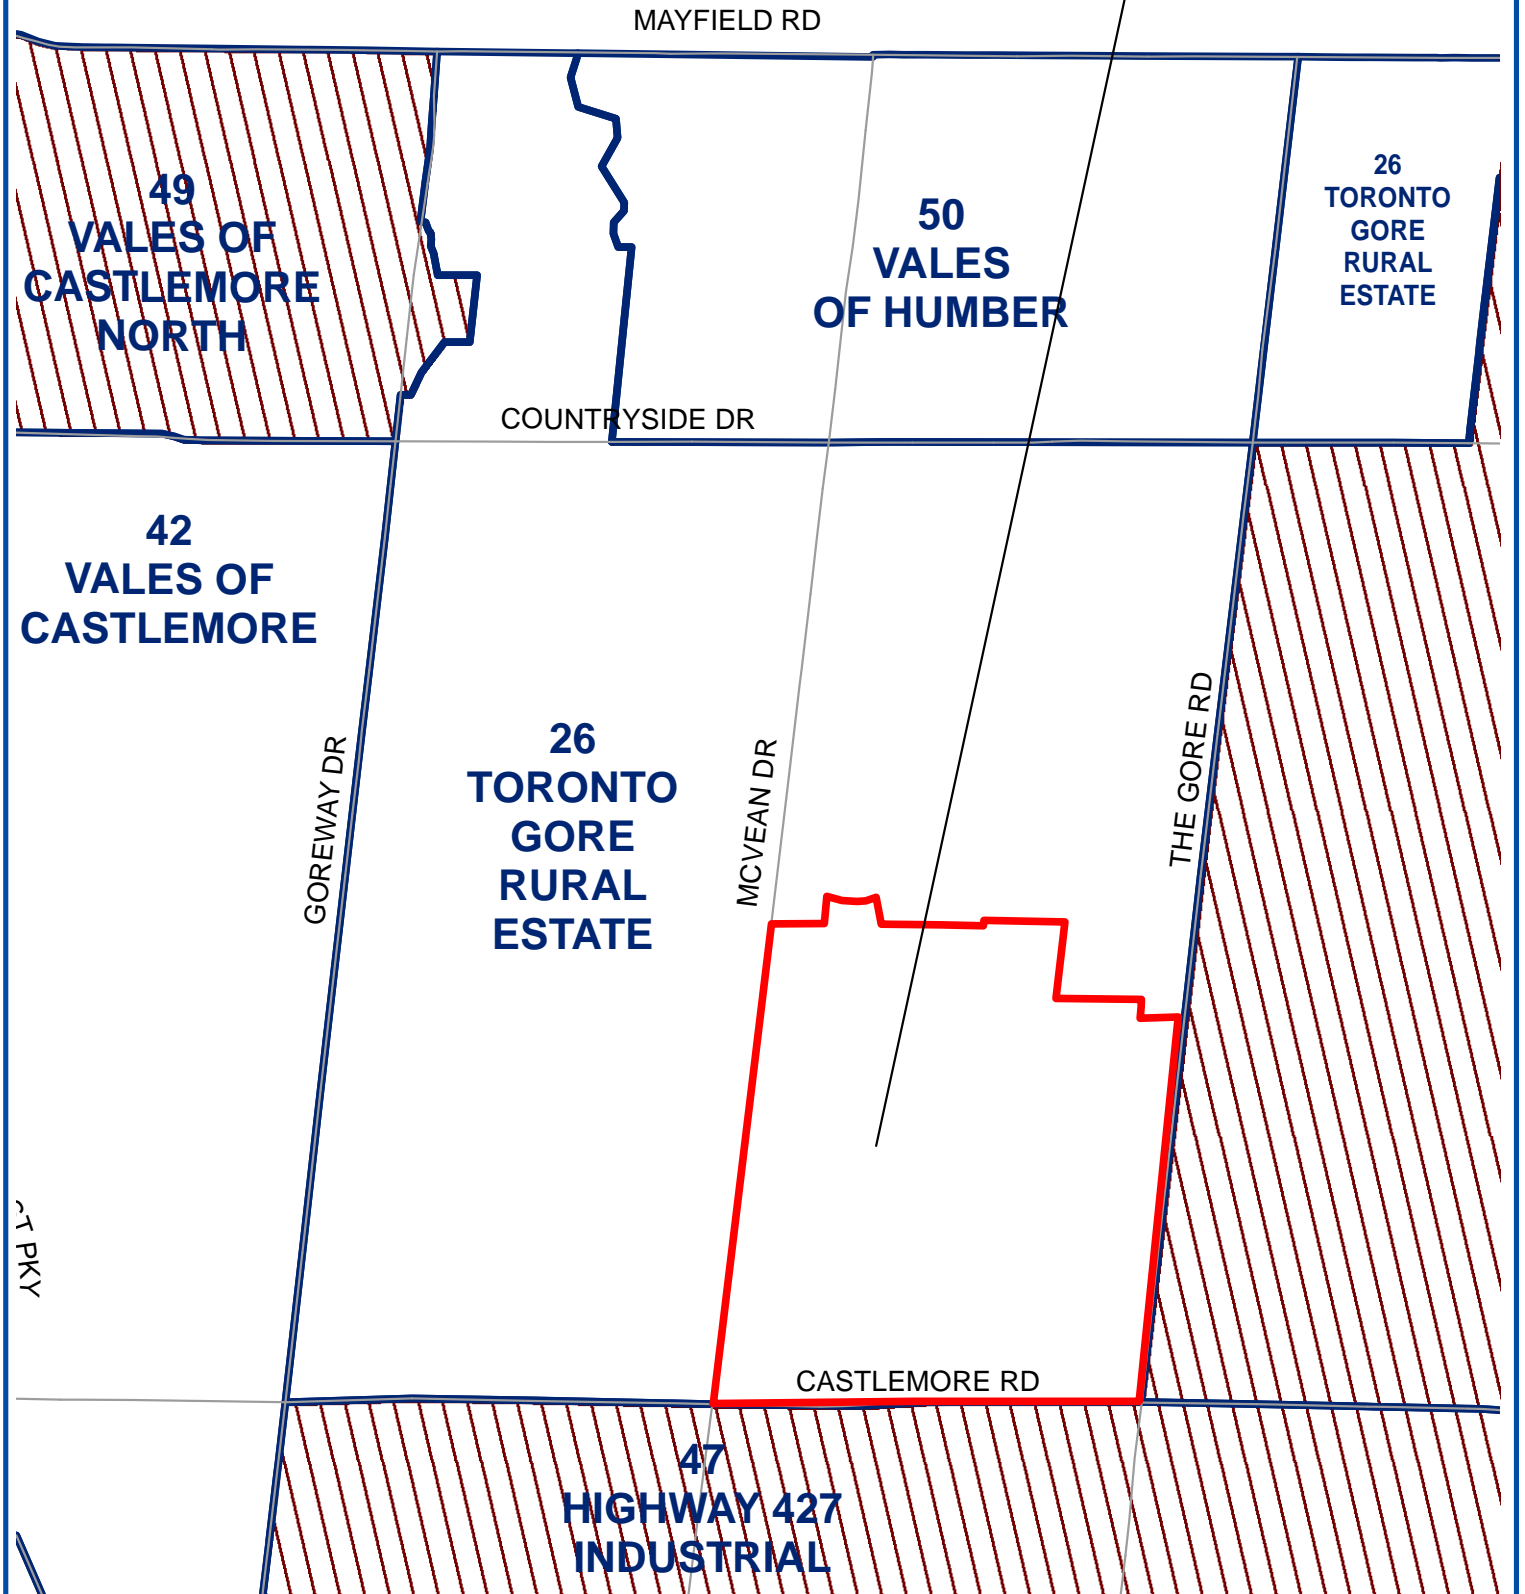 MAYFIELD RD
49
VALES OF
CASTLEMORE
NORTH
50
VALES
OF HUMBER
26
TORONTO
GORE
RURAL
ESTATE
COUNTRYSIDE DR
42
VALES OF
CASTLEMORE
26
TORONTO
GORE
RURAL
ESTATE
GOREWAY DR
MCVEAN DR
THE GORE RD
PKY
CASTLEMORE RD
47
HIGHWAY 427
INDUSTRIAL